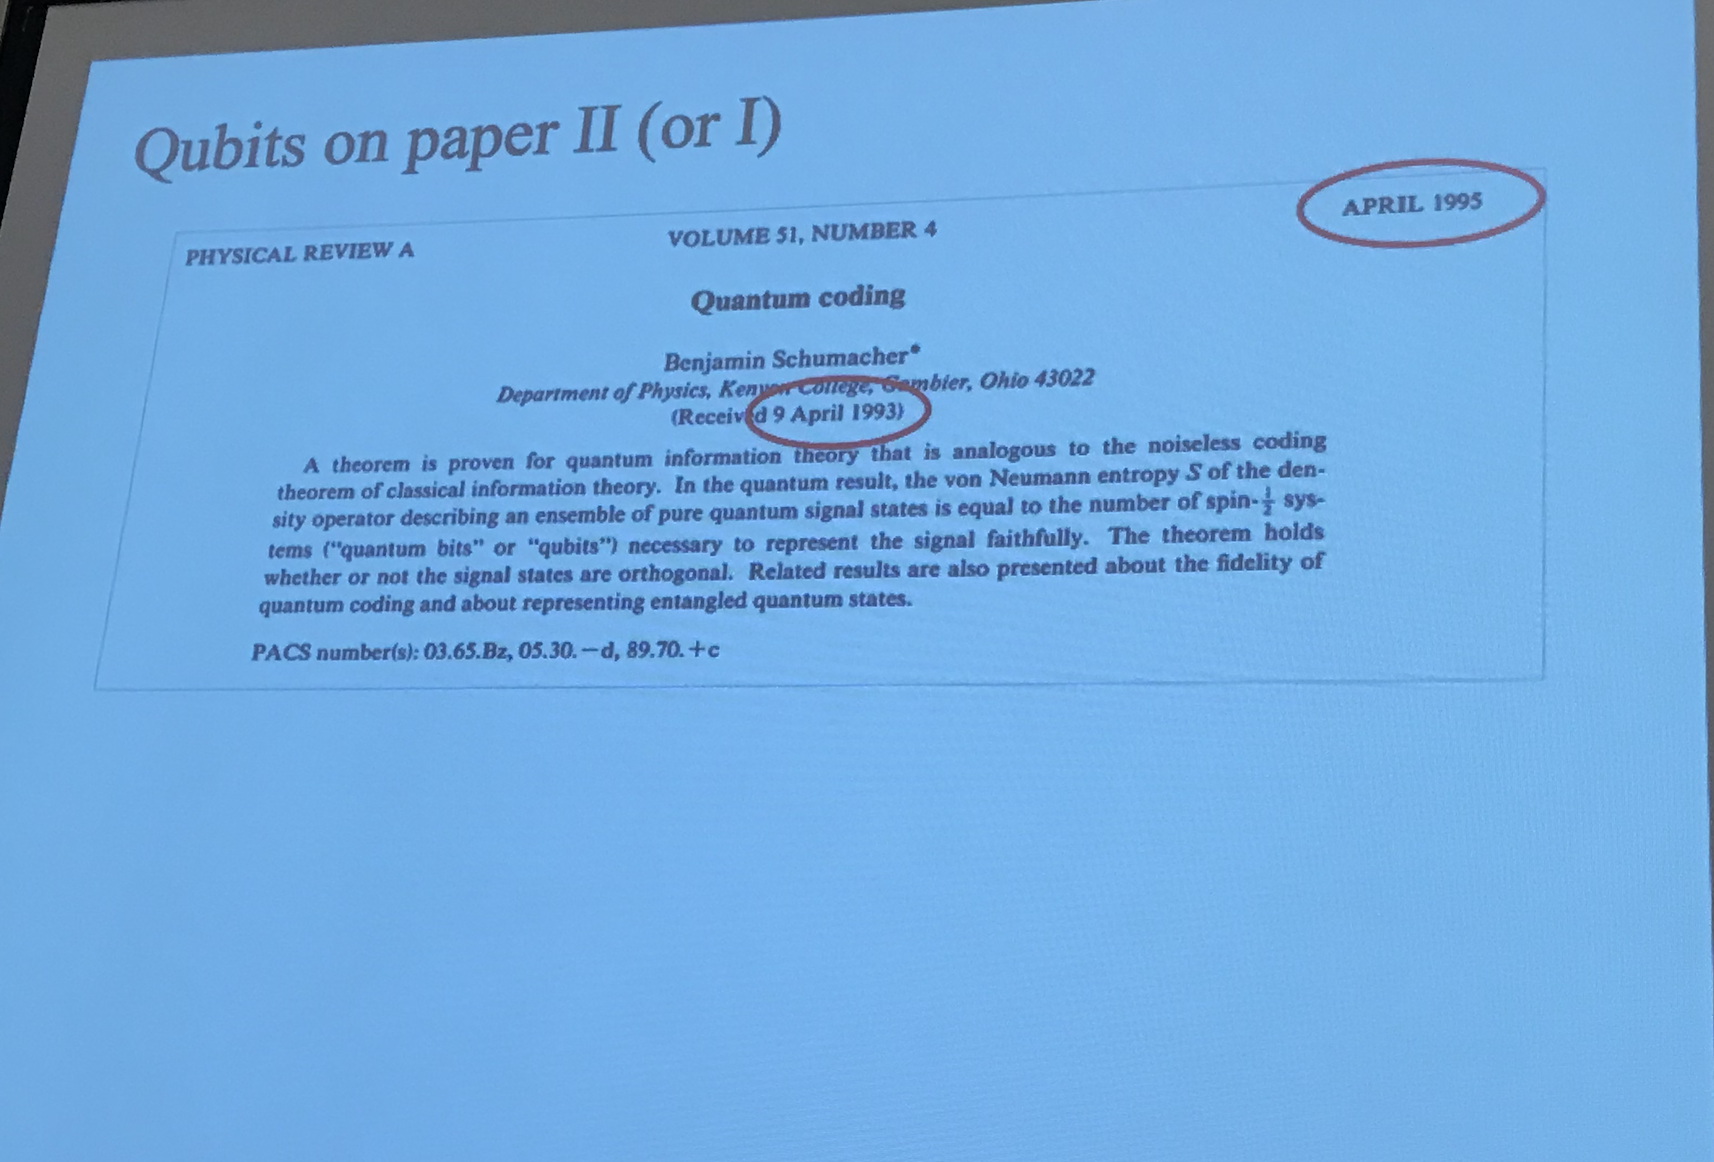 Qubits on paper II (or I)
PHYSICAL REVIEW A
VOLUME 51, NUMBER 4
APRIL 1995
Quantum coding
Benjamin Schumacher*
Department of Physics, Kenyon College, Gambier, Ohio 43022
(Received 9 April 1993)
A theorem is proven for quantum information theory that is analogous to the noiseless coding
theorem of classical information theory. In the quantum result, the von Neumann entropy S of the den-
sity operator describing an ensemble of pure quantum signal states is equal to the number of spin-½ sys-
tems ("quantum bits" or "qubits") necessary to represent the signal faithfully. The theorem holds
whether or not the signal states are orthogonal. Related results are also presented about the fidelity of
quantum coding and about representing entangled quantum states.
PACS number(s): 03.65.Bz, 05.30.−d, 89.70.+c